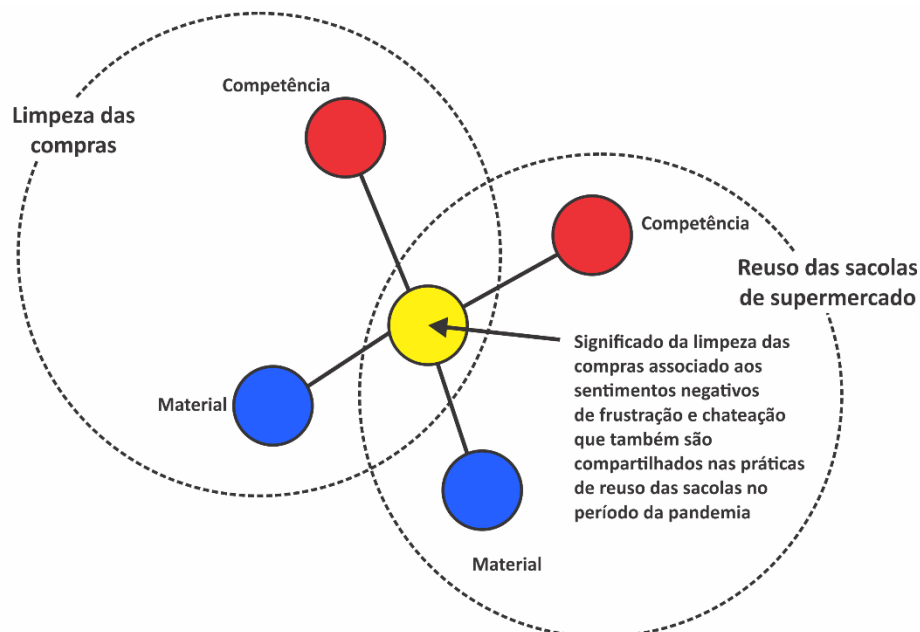 Competência
Limpeza das
compras
Competência
Reuso das sacolas
de supermercado
Significado da limpeza das
compras associado aos
sentimentos negativos
de frustração e chateação
que também são
compartilhados nas práticas
de reuso das sacolas no
período da pandemia
Material
Material